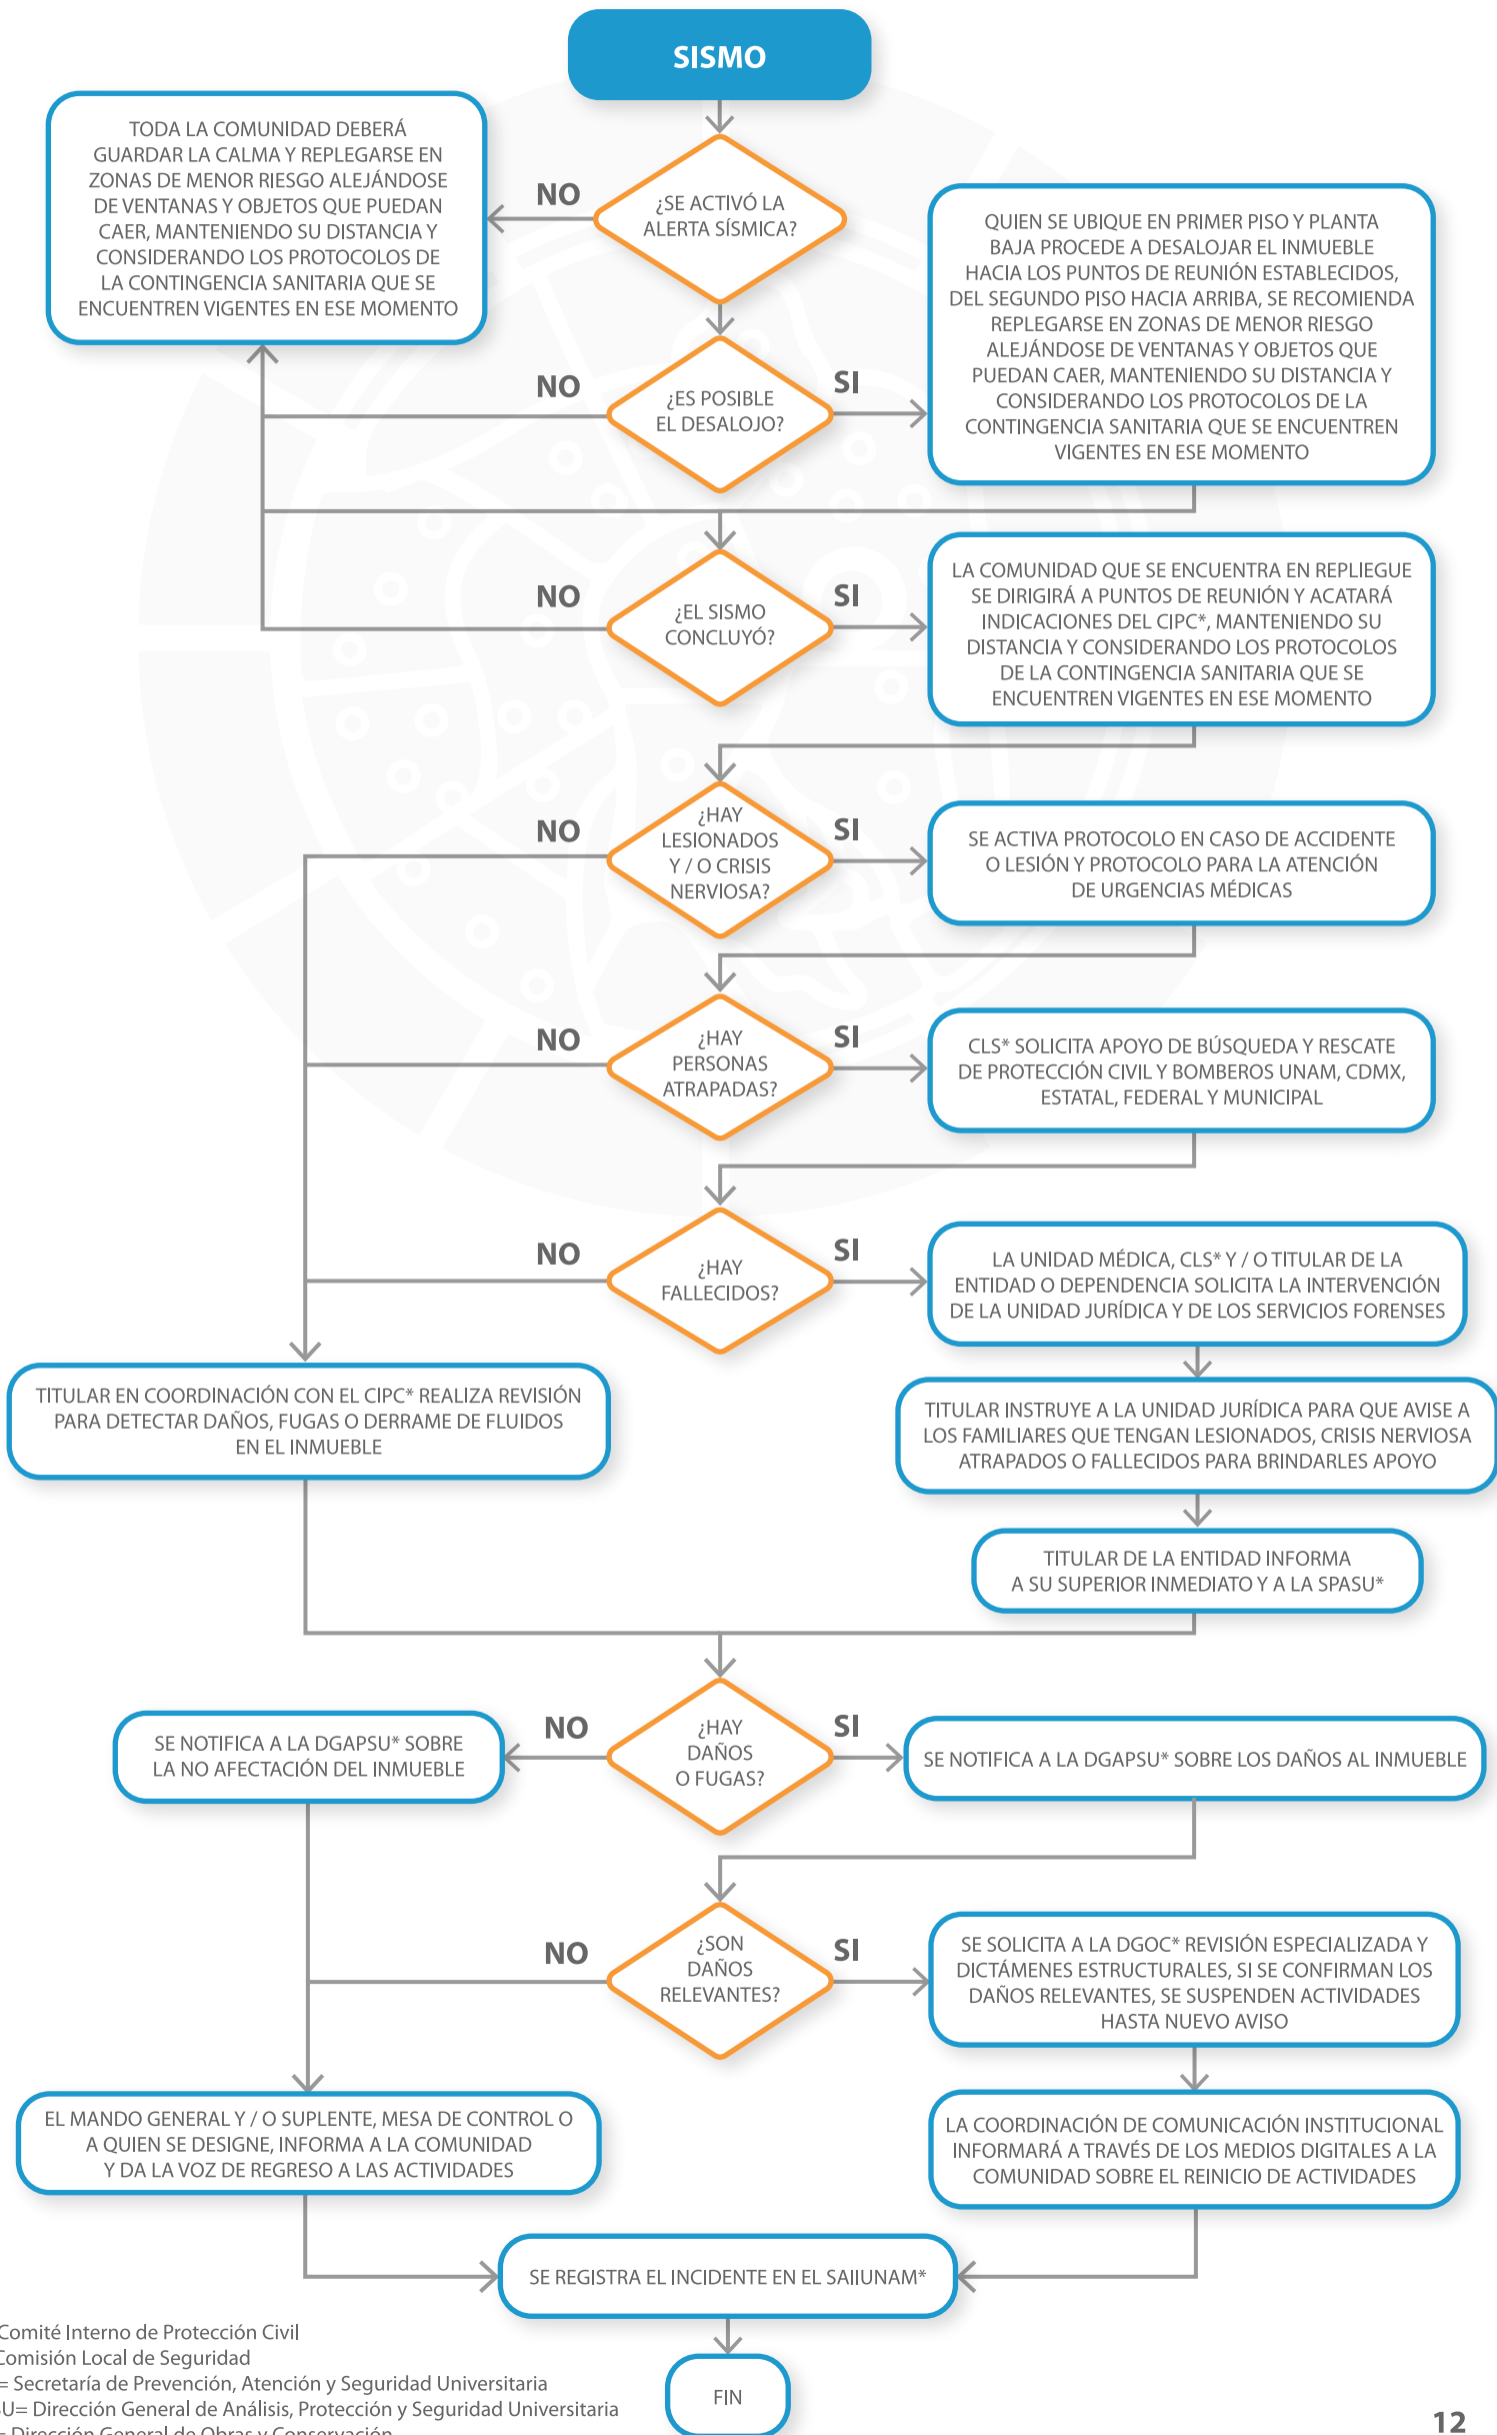 SISMO
TODA LA COMUNIDAD DEBERÁ
GUARDAR LA CALMA Y REPLEGARSE EN
ZONAS DE MENOR RIESGO ALEJÁNDOSE
DE VENTANAS Y OBJETOS QUE PUEDAN
CAER, MANTENIENDO SU DISTANCIA Y
CONSIDERANDO LOS PROTOCOLOS DE
LA CONTINGENCIA SANITARIA QUE SE
ENCUENTREN VIGENTES EN ESE MOMENTO
NO
¿SE ACTIVÓ LA
ALERTA SÍSMICA?
QUIEN SE UBIQUE EN PRIMER PISO Y PLANTA
BAJA PROCEDE A DESALOJAR EL INMUEBLE
HACIA LOS PUNTOS DE REUNIÓN ESTABLECIDOS,
DEL SEGUNDO PISO HACIA ARRIBA, SE RECOMIENDA
REPLEGARSE EN ZONAS DE MENOR RIESGO
ALEJÁNDOSE DE VENTANAS Y OBJETOS QUE
PUEDAN CAER, MANTENIENDO SU DISTANCIA Y
CONSIDERANDO LOS PROTOCOLOS DE LA
CONTINGENCIA SANITARIA QUE SE ENCUENTREN
VIGENTES EN ESE MOMENTO
NO
¿ES POSIBLE
EL DESALOJO?
SI
NO
¿EL SISMO
CONCLUYÓ?
SI
LA COMUNIDAD QUE SE ENCUENTRA EN REPLIEGUE
SE DIRIGIRÁ A PUNTOS DE REUNIÓN Y ACATARÁ
INDICACIONES DEL CIPC*, MANTENIENDO SU
DISTANCIA Y CONSIDERANDO LOS PROTOCOLOS
DE LA CONTINGENCIA SANITARIA QUE SE
ENCUENTREN VIGENTES EN ESE MOMENTO
NO
¿HAY
LESIONADOS
Y / O CRISIS
NERVIOSA?
SI
SE ACTIVA PROTOCOLO EN CASO DE ACCIDENTE
O LESIÓN Y PROTOCOLO PARA LA ATENCIÓN
DE URGENCIAS MÉDICAS
NO
¿HAY
PERSONAS
ATRAPADAS?
SI
CLS* SOLICITA APOYO DE BÚSQUEDA Y RESCATE
DE PROTECCIÓN CIVIL Y BOMBEROS UNAM, CDMX,
ESTATAL, FEDERAL Y MUNICIPAL
NO
¿HAY
FALLECIDOS?
SI
LA UNIDAD MÉDICA, CLS* Y / O TITULAR DE LA
ENTIDAD O DEPENDENCIA SOLICITA LA INTERVENCIÓN
DE LA UNIDAD JURÍDICA Y DE LOS SERVICIOS FORENSES
TITULAR EN COORDINACIÓN CON EL CIPC* REALIZA REVISIÓN
PARA DETECTAR DAÑOS, FUGAS O DERRAME DE FLUIDOS
EN EL INMUEBLE
TITULAR INSTRUYE A LA UNIDAD JURÍDICA PARA QUE AVISE A
LOS FAMILIARES QUE TENGAN LESIONADOS, CRISIS NERVIOSA
ATRAPADOS O FALLECIDOS PARA BRINDARLES APOYO
TITULAR DE LA ENTIDAD INFORMA
A SU SUPERIOR INMEDIATO Y A LA SPASU*
SE NOTIFICA A LA DGAPSU* SOBRE
LA NO AFECTACIÓN DEL INMUEBLE
NO
¿HAY
DAÑOS
O FUGAS?
SI
SE NOTIFICA A LA DGAPSU* SOBRE LOS DAÑOS AL INMUEBLE
NO
¿SON
DAÑOS
RELEVANTES?
SI
SE SOLICITA A LA DGOC* REVISIÓN ESPECIALIZADA Y
DICTÁMENES ESTRUCTURALES, SI SE CONFIRMAN LOS
DAÑOS RELEVANTES, SE SUSPENDEN ACTIVIDADES
HASTA NUEVO AVISO
EL MANDO GENERAL Y / O SUPLENTE, MESA DE CONTROL O
A QUIEN SE DESIGNE, INFORMA A LA COMUNIDAD
Y DA LA VOZ DE REGRESO A LAS ACTIVIDADES
LA COORDINACIÓN DE COMUNICACIÓN INSTITUCIONAL
INFORMARÁ A TRAVÉS DE LOS MEDIOS DIGITALES A LA
COMUNIDAD SOBRE EL REINICIO DE ACTIVIDADES
SE REGISTRA EL INCIDENTE EN EL SAIIUNAM*
FIN
Comité Interno de Protección Civil
Comisión Local de Seguridad
= Secretaría de Prevención, Atención y Seguridad Universitaria
U= Dirección General de Análisis, Protección y Seguridad Universitaria
= Dirección General de Obras y Conservación
12